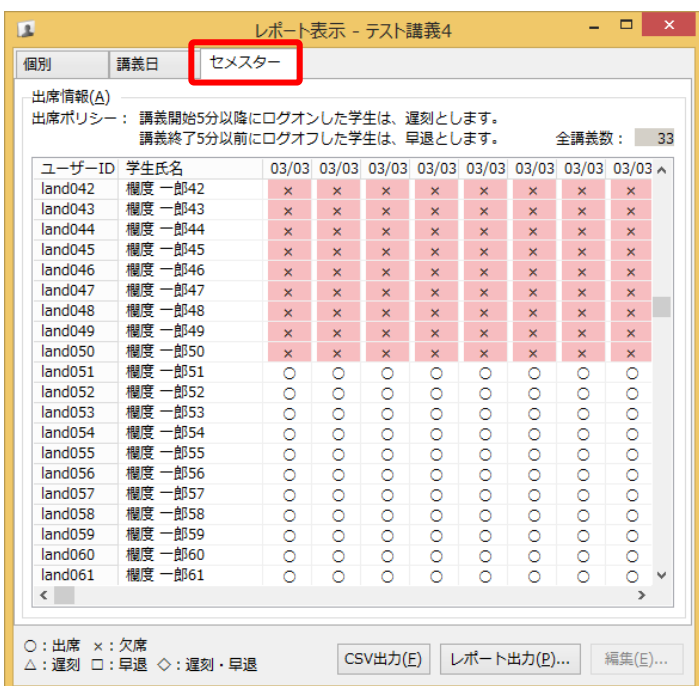 レポート表示 - テスト講義4
個別 講義日 セメスター
出席情報(A)
出席ポリシー： 講義開始5分以降にログオンした学生は、遅刻とします。
講義終了5分以前にログオフした学生は、早退とします。 全講義数： 33
ユーザーID 学生氏名 03/03 03/03 03/03 03/03 03/03 03/03 03/03 03/03
land042 欄度 一郎42 × × × × × × × ×
land043 欄度 一郎43 × × × × × × × ×
land044 欄度 一郎44 × × × × × × × ×
land045 欄度 一郎45 × × × × × × × ×
land046 欄度 一郎46 × × × × × × × ×
land047 欄度 一郎47 × × × × × × × ×
land048 欄度 一郎48 × × × × × × × ×
land049 欄度 一郎49 × × × × × × × ×
land050 欄度 一郎50 × × × × × × × ×
land051 欄度 一郎51 ○ ○ ○ ○ ○ ○ ○ ○
land052 欄度 一郎52 ○ ○ ○ ○ ○ ○ ○ ○
land053 欄度 一郎53 ○ ○ ○ ○ ○ ○ ○ ○
land054 欄度 一郎54 ○ ○ ○ ○ ○ ○ ○ ○
land055 欄度 一郎55 ○ ○ ○ ○ ○ ○ ○ ○
land056 欄度 一郎56 ○ ○ ○ ○ ○ ○ ○ ○
land057 欄度 一郎57 ○ ○ ○ ○ ○ ○ ○ ○
land058 欄度 一郎58 ○ ○ ○ ○ ○ ○ ○ ○
land059 欄度 一郎59 ○ ○ ○ ○ ○ ○ ○ ○
land060 欄度 一郎60 ○ ○ ○ ○ ○ ○ ○ ○
land061 欄度 一郎61 ○ ○ ○ ○ ○ ○ ○ ○
○：出席 ×：欠席
△：遅刻 □：早退 ◇：遅刻・早退
CSV出力(F) レポート出力(P)... 編集(E)...